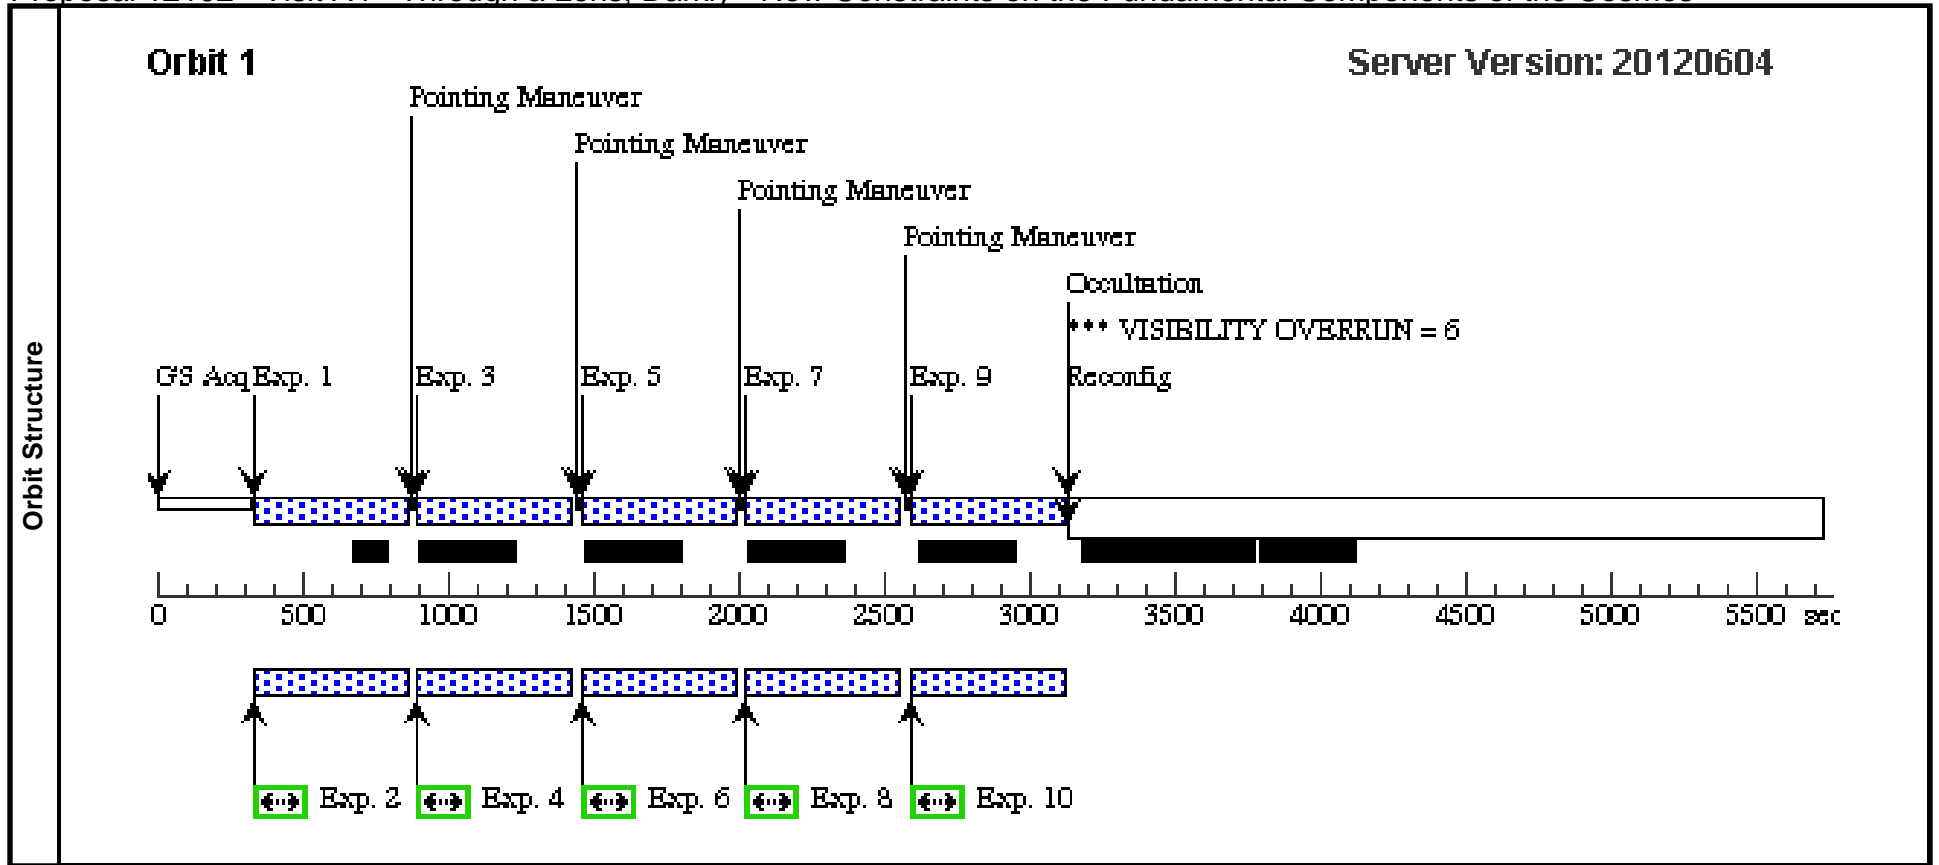 Orbit 1
Server Version: 20120604
Pointing Maneuver
Pointing Maneuver
Pointing Maneuver
Pointing Maneuver
Occultation
*** VISIBILITY OVERRUN = 6
GS Acq Exp. 1 Exp. 3 Exp. 5 Exp. 7 Exp. 9 Reconfig
Orbit Structure
0 500 1000 1500 2000 2500 3000 3500 4000 4500 5000 5500 sec
Exp. 2 Exp. 4 Exp. 6 Exp. 8 Exp. 10